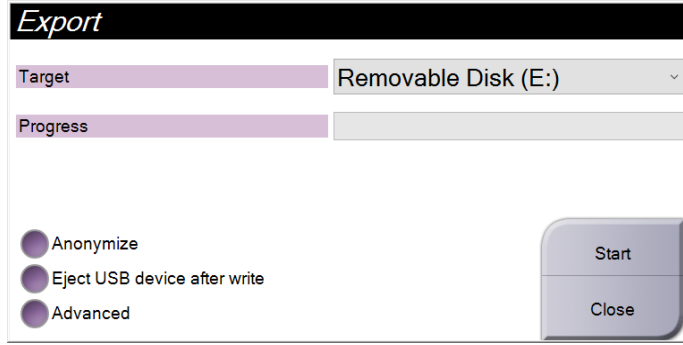 Export
Target
Removable Disk (E:)
Progress
Anonymize
Eject USB device after write
Advanced
Start
Close